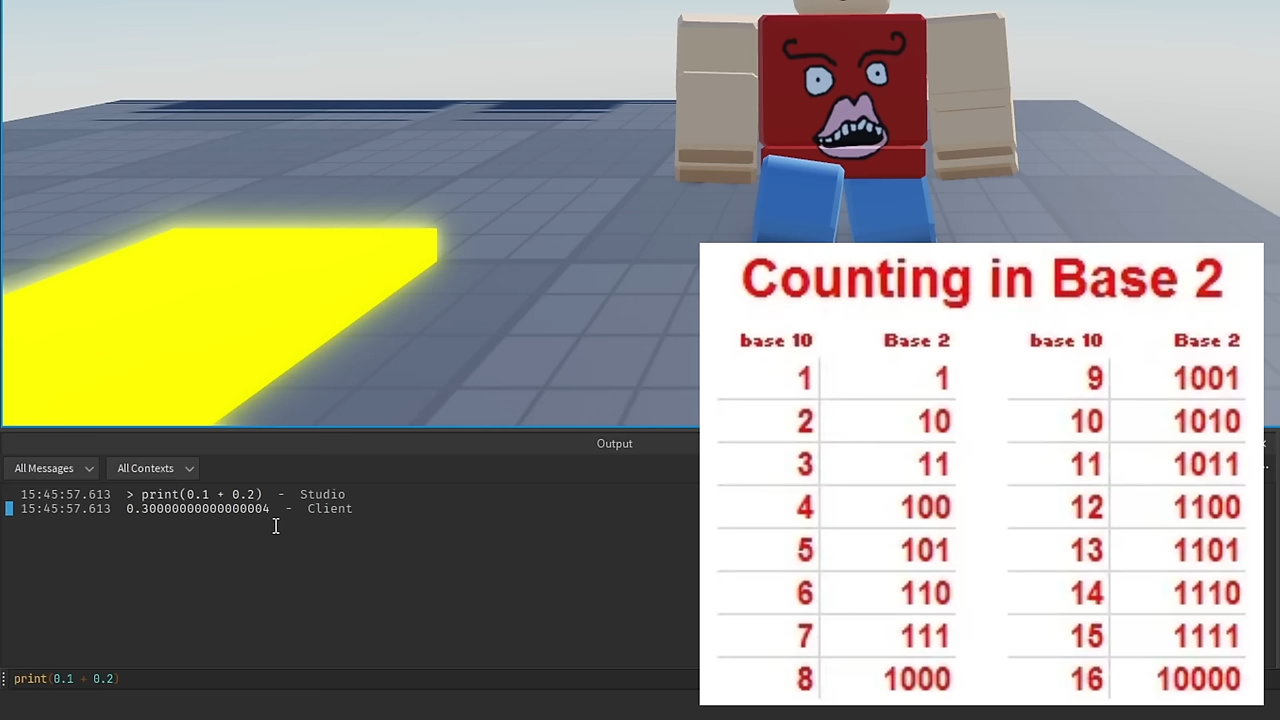 Output
All Messages All Contexts
15:45:57.613 > print(0.1 + 0.2) - Studio
15:45:57.613 0.30000000000000004 - Client
print(0.1 + 0.2)
Counting in Base 2
base 10 Base 2 base 10 Base 2
1 1 9 1001
2 10 10 1010
3 11 11 1011
4 100 12 1100
5 101 13 1101
6 110 14 1110
7 111 15 1111
8 1000 16 10000